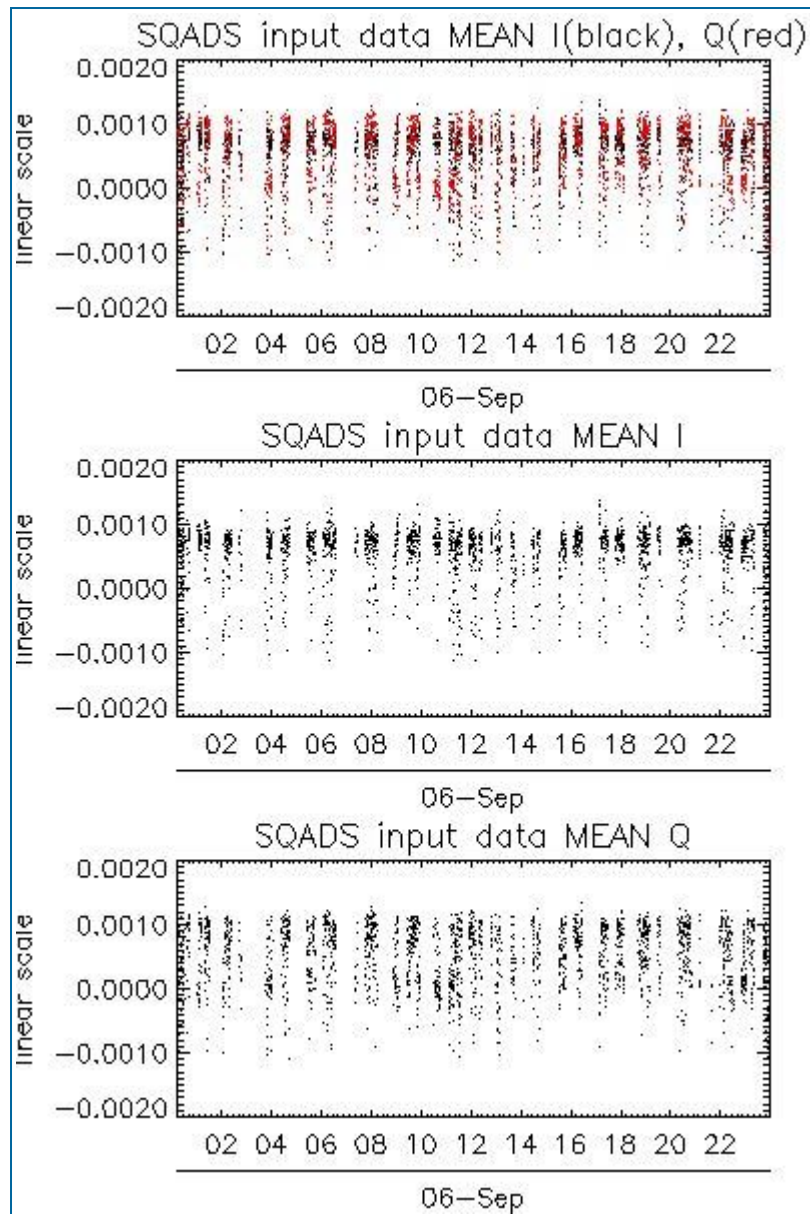 SQADS input data MEAN I(black), Q(red)
linear scale
0.0020
0.0010
0.0000
−0.0010
−0.0020
02 04 06 08 10 12 14 16 18 20 22
06−Sep
SQADS input data MEAN I
linear scale
0.0020
0.0010
0.0000
−0.0010
−0.0020
02 04 06 08 10 12 14 16 18 20 22
06−Sep
SQADS input data MEAN Q
linear scale
0.0020
0.0010
0.0000
−0.0010
−0.0020
02 04 06 08 10 12 14 16 18 20 22
06−Sep